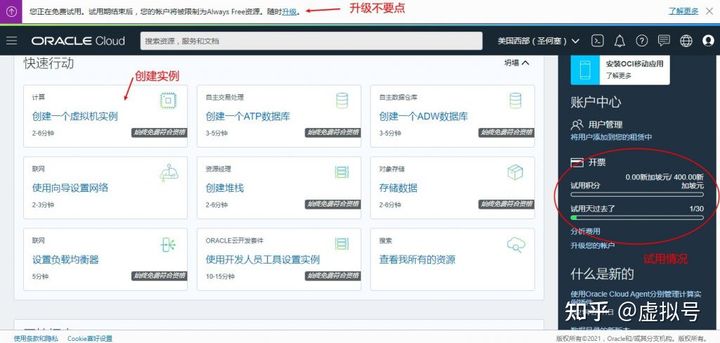 您正在免费试用。试用期结束后，您的帐户将被限制为Always Free资源。随时升级。
升级不要点
了解更多
ORACLE Cloud
搜索资源，服务和文档
美国西部（圣何塞）
快速行动
坍塌
创建实例
计算
创建一个虚拟机实例
2-6分钟
始终免费符合资格
自主交易处理
创建一个ATP数据库
3-5分钟
始终免费符合资格
自主数据仓库
创建一个ADW数据库
3-5分钟
始终免费符合资格
联网
使用向导设置网络
2-3分钟
始终免费符合资格
资源经理
创建堆栈
2-6分钟
始终免费符合资格
对象存储
存储数据
2-6分钟
始终免费符合资格
联网
设置负载均衡器
5分钟
始终免费符合资格
ORACLE云开发套件
使用开发人员工具设置实例
10-15分钟
始终免费符合资格
搜索
查看我所有的资源
安装OCI移动应用
了解更多
账户中心
用户管理
将用户添加到您的租赁中
开票
0.00新加坡元/ 400.00新
试用积分
加坡元
试用天过去了
1/30
分析费用
升级您的帐户
试用情况
什么是新的
使用Oracle Cloud Agent分别管理计算实
知乎 @虚拟号
使用条款和隐私
Cookie喜好设置
版权所有©2021，Oracle和/或其分支机构。版权所有。